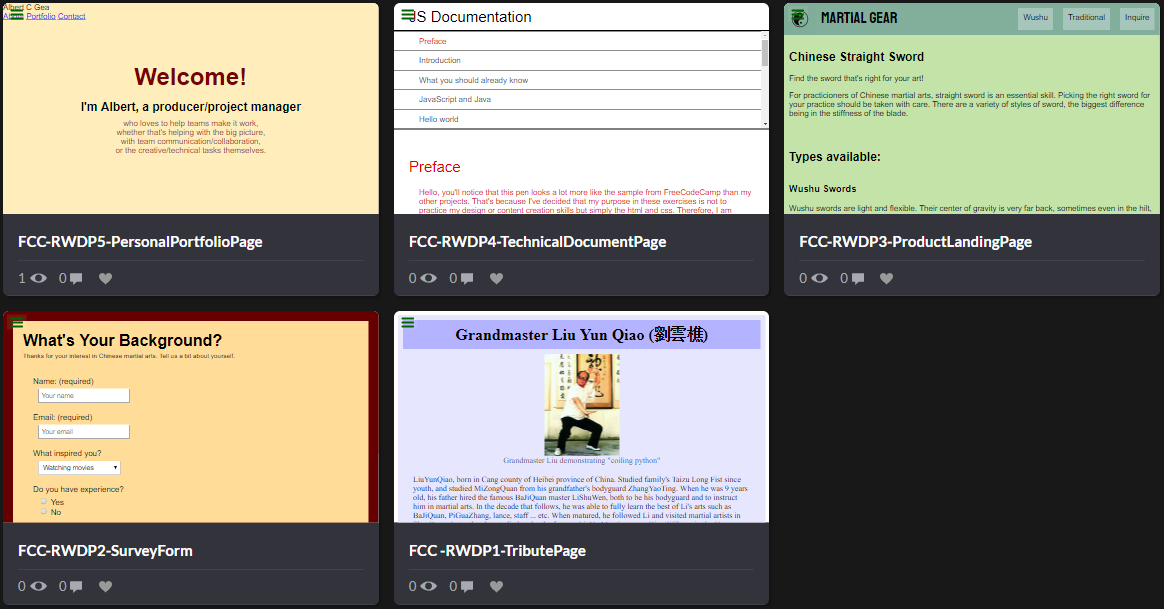 Albert C Gea
About Portfolio Contact
Welcome!
I'm Albert, a producer/project manager
who loves to help teams make it work,
whether that's helping with the big picture,
with team communication/collaboration,
or the creative/technical tasks themselves.
FCC-RWDP5-PersonalPortfolioPage
1 0
JS Documentation
Preface
Introduction
What you should already know
JavaScript and Java
Hello world
Preface
Hello, you'll notice that this pen looks a lot more like the sample from FreeCodeCamp than my
other projects. That's because I've decided that my purpose in these exercises is not to
practice my design or content creation skills but simply the html and css. Therefore, I am
FCC-RWDP4-TechnicalDocumentPage
0 0
MARTIAL GEAR
Wushu Traditional Inquire
Chinese Straight Sword
Find the sword that's right for your art!
For practicioners of Chinese martial arts, straight sword is an essential skill. Picking the right sword for
your practice should be taken with care. There are a variety of styles of sword, the biggest difference
being in the stiffness of the blade.
Types available:
Wushu Swords
Wushu swords are light and flexible. Their center of gravity is very far back, sometimes even in the hilt,
FCC-RWDP3-ProductLandingPage
0 0
What's Your Background?
Thanks for your interest in Chinese martial arts. Tell us a bit about yourself.
Name: (required)
Your name
Email: (required)
Your email
What inspired you?
Watching movies
Do you have experience?
Yes
No
FCC-RWDP2-SurveyForm
0 0
Grandmaster Liu Yun Qiao (劉雲樵)
Grandmaster Liu demonstrating "coiling python"
LiuYunQiao, born in Cang county of Heibei province of China. Studied family's Taizu Long Fist since
youth, and studied MiZongQuan from his grandfather's bodyguard ZhangYaoTing. When he was 9 years
old, his father hired the famous BaJiQuan master LiShuWen, both to be his bodyguard and to instruct
him in martial arts. In the decade that follows, he was able to fully learn the best of Li's arts such as
BaJiQuan, PiGuaZhang, lance, staff ... etc. When matured, he followed Li and visited martial artists in
FCC -RWDP1-TributePage
0 0